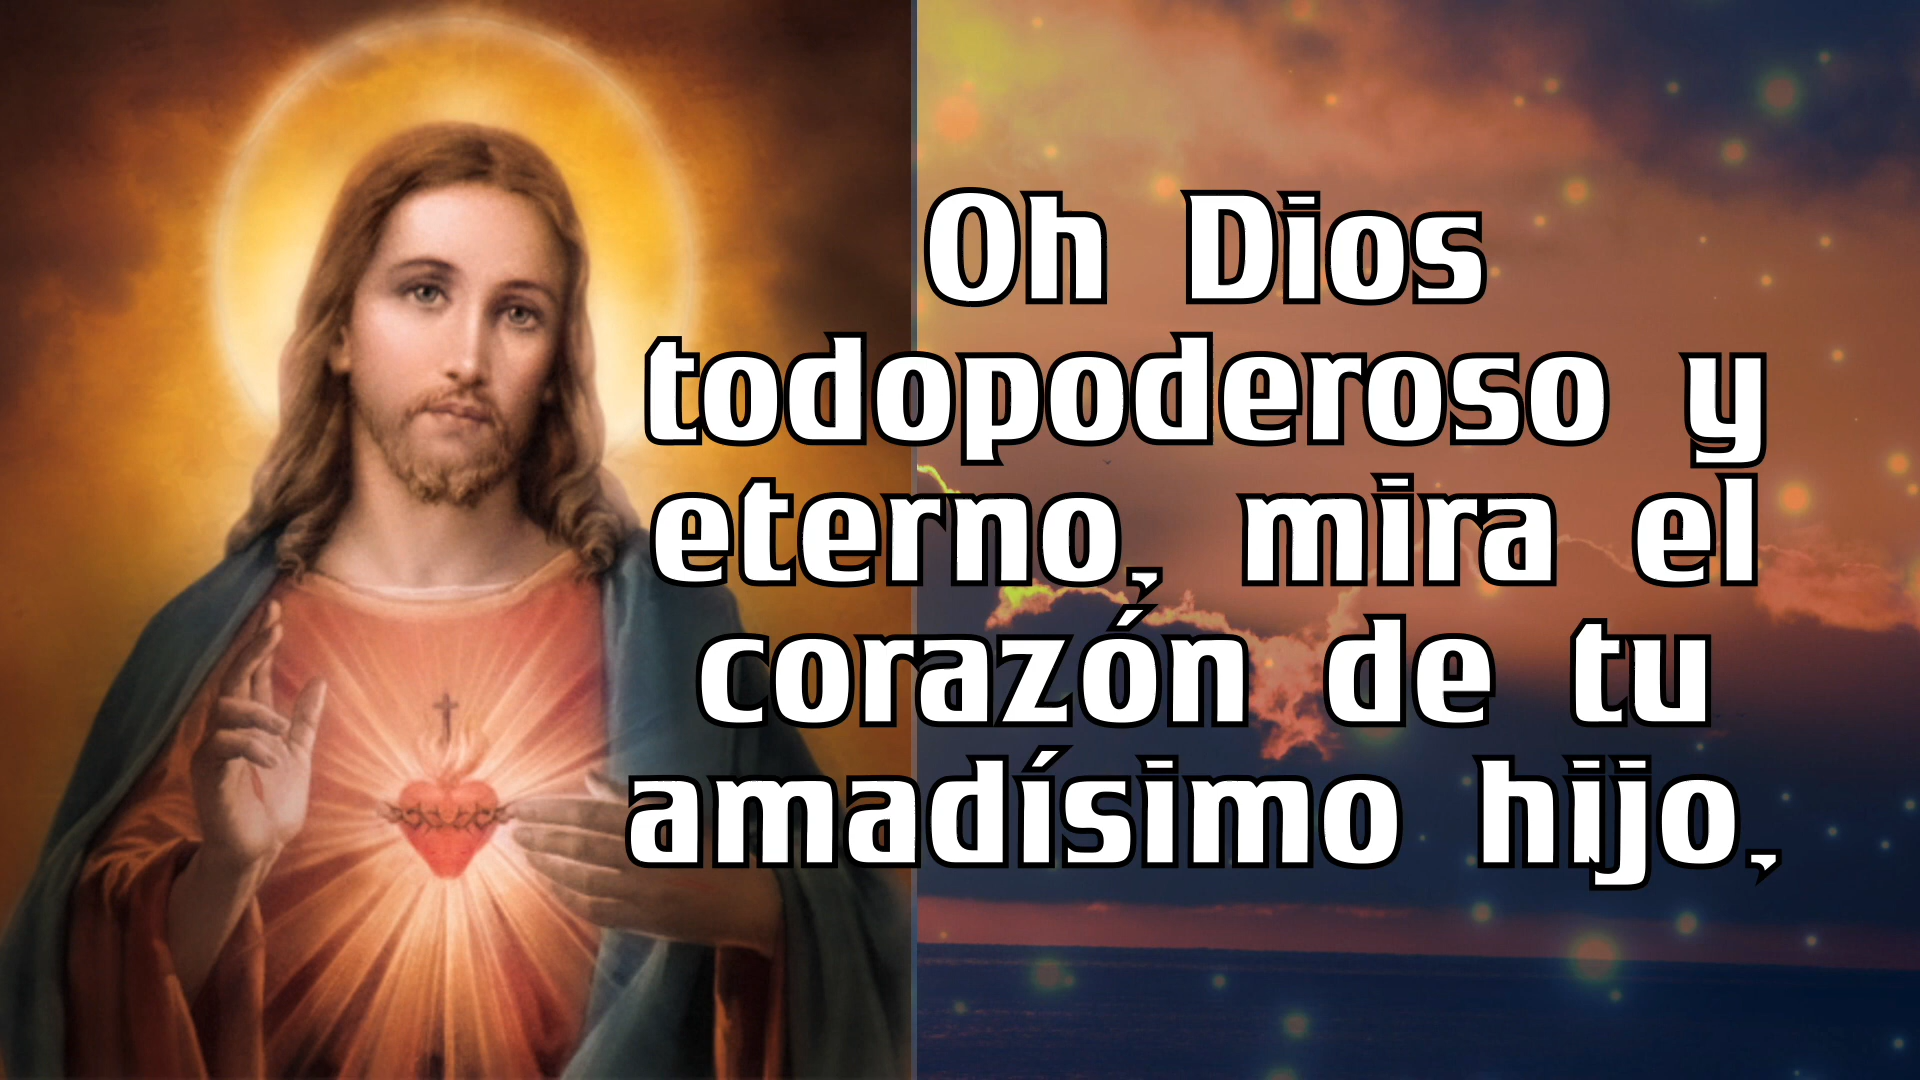 Oh Dios
todopoderoso y
eterno, mira el
corazón de tu
amadísimo hijo,